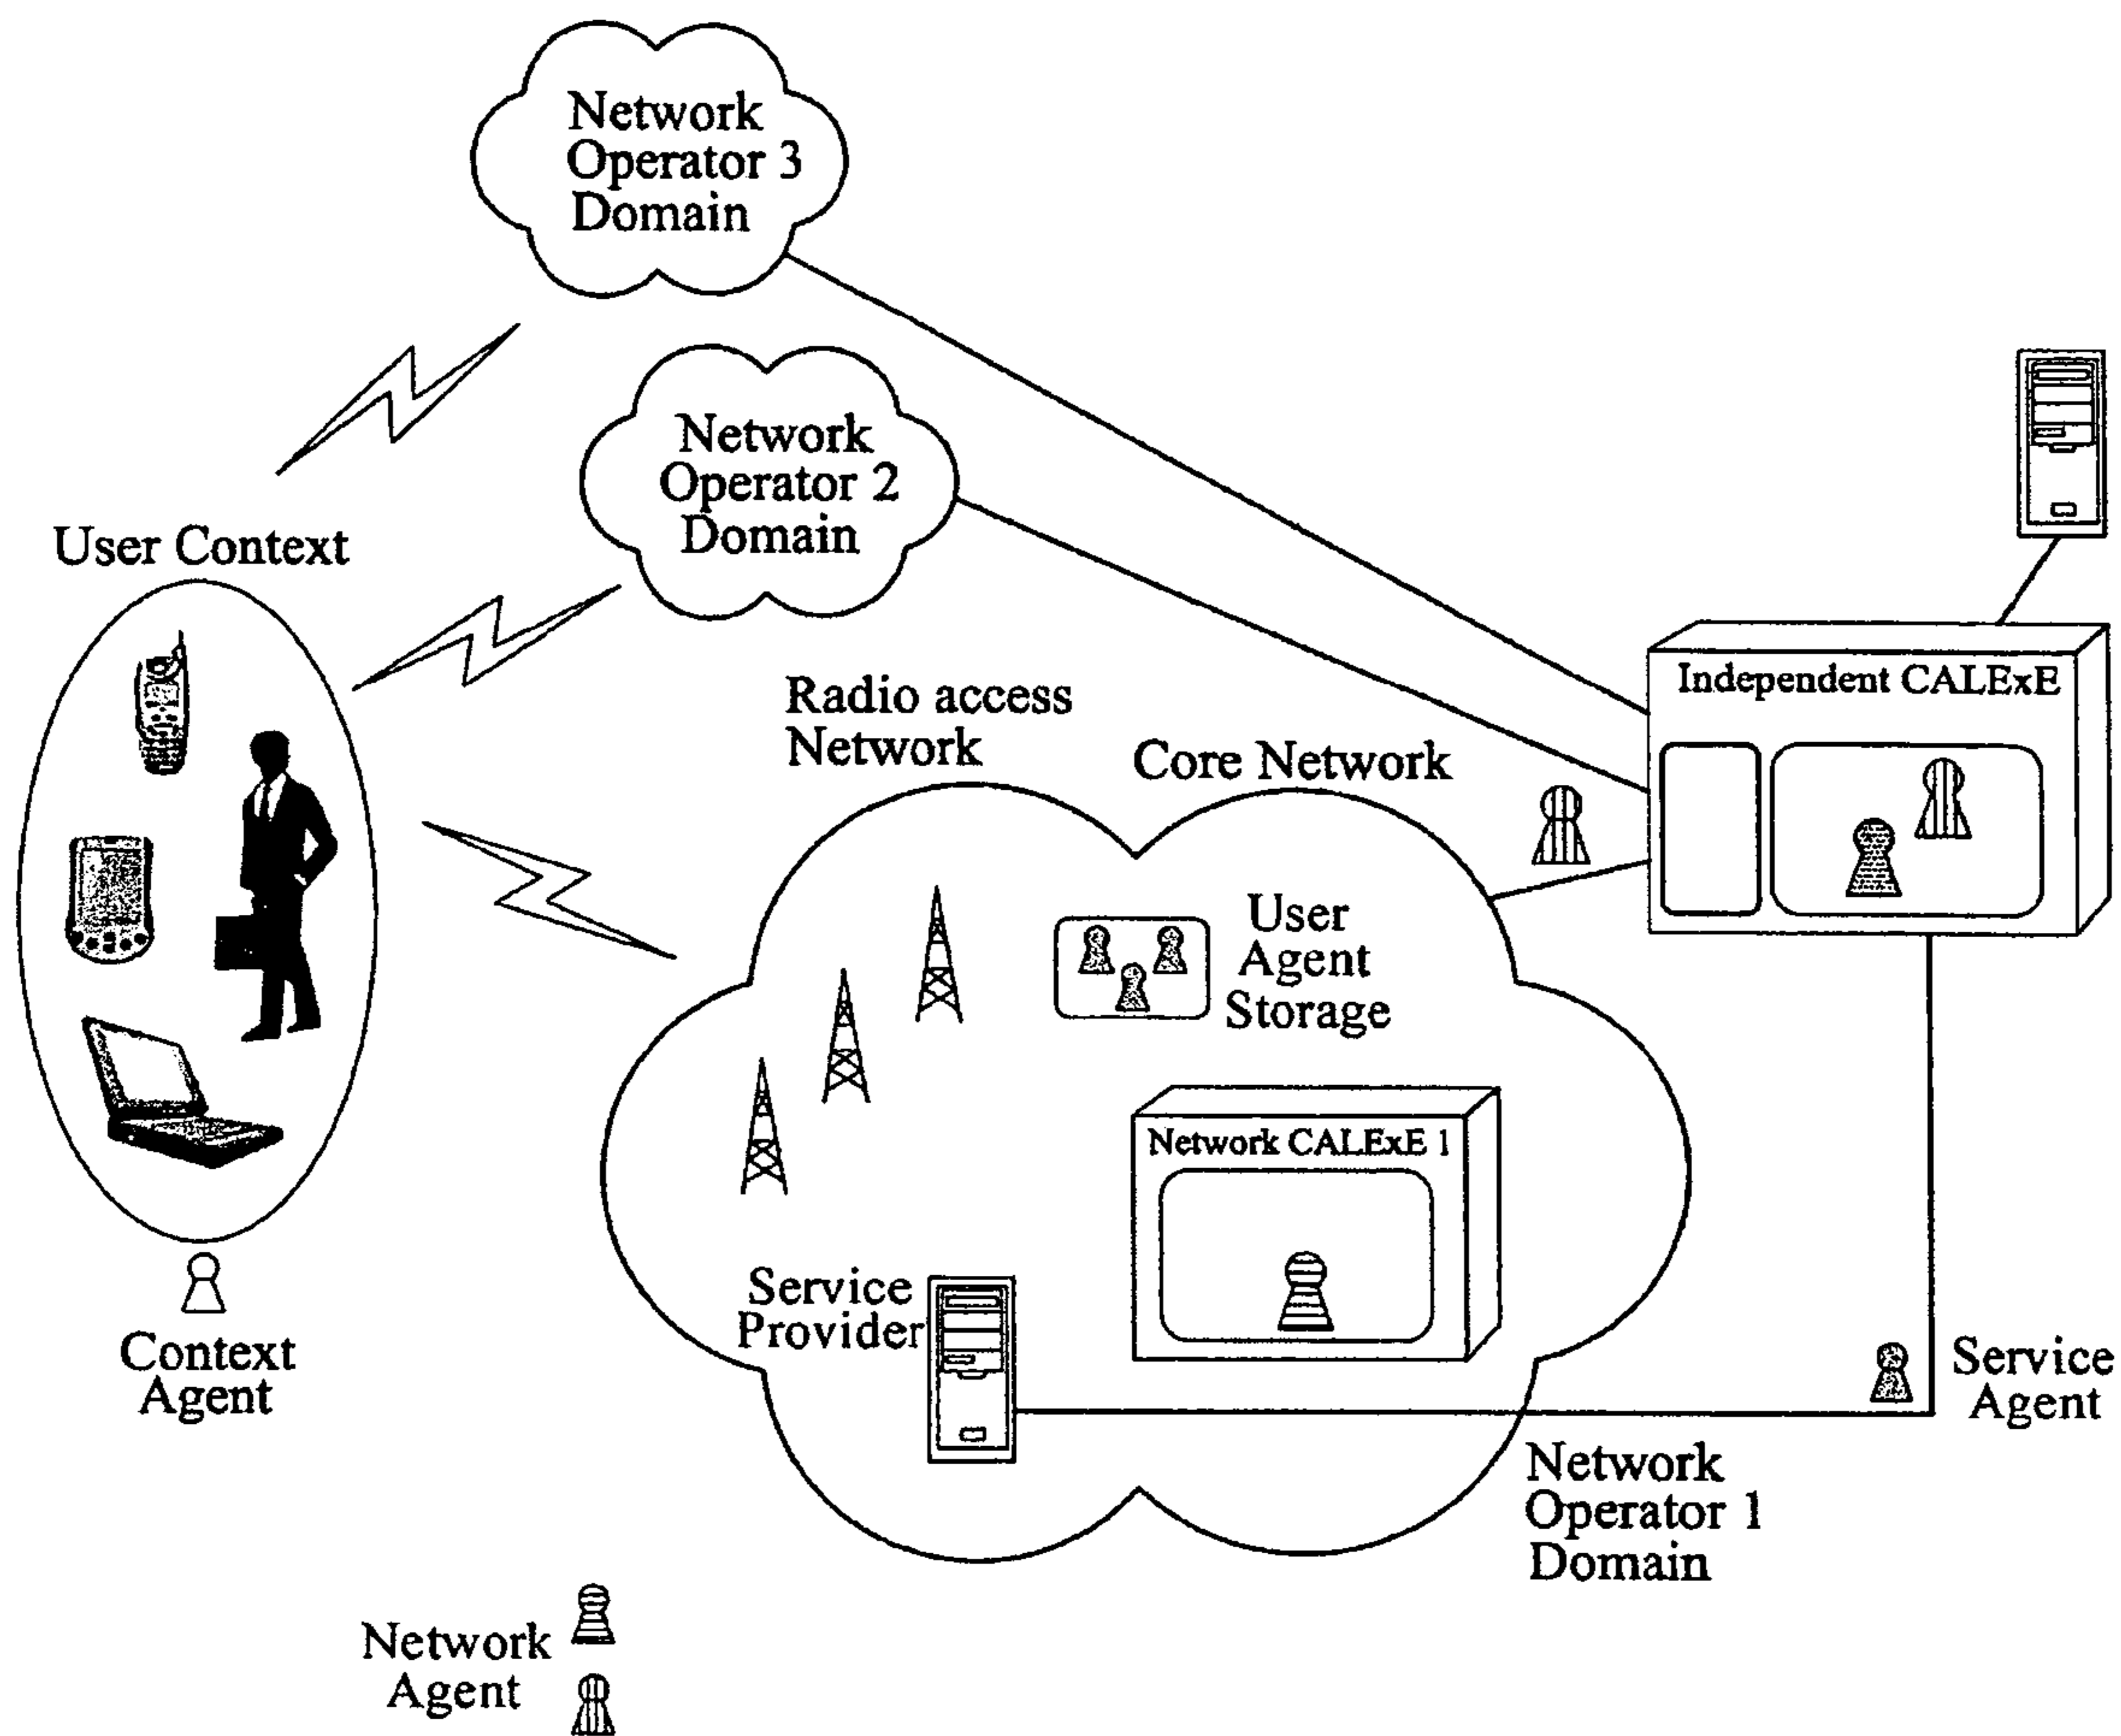 Network
Operator 3
Domain
Network
Operator 2
Domain
User Context
Radio access
Network
Core Network
Independent CALExE
User
Agent
Storage
Network CALExE 1
Service
Provider
Context
Agent
Service
Agent
Network
Operator 1
Domain
Network
Agent